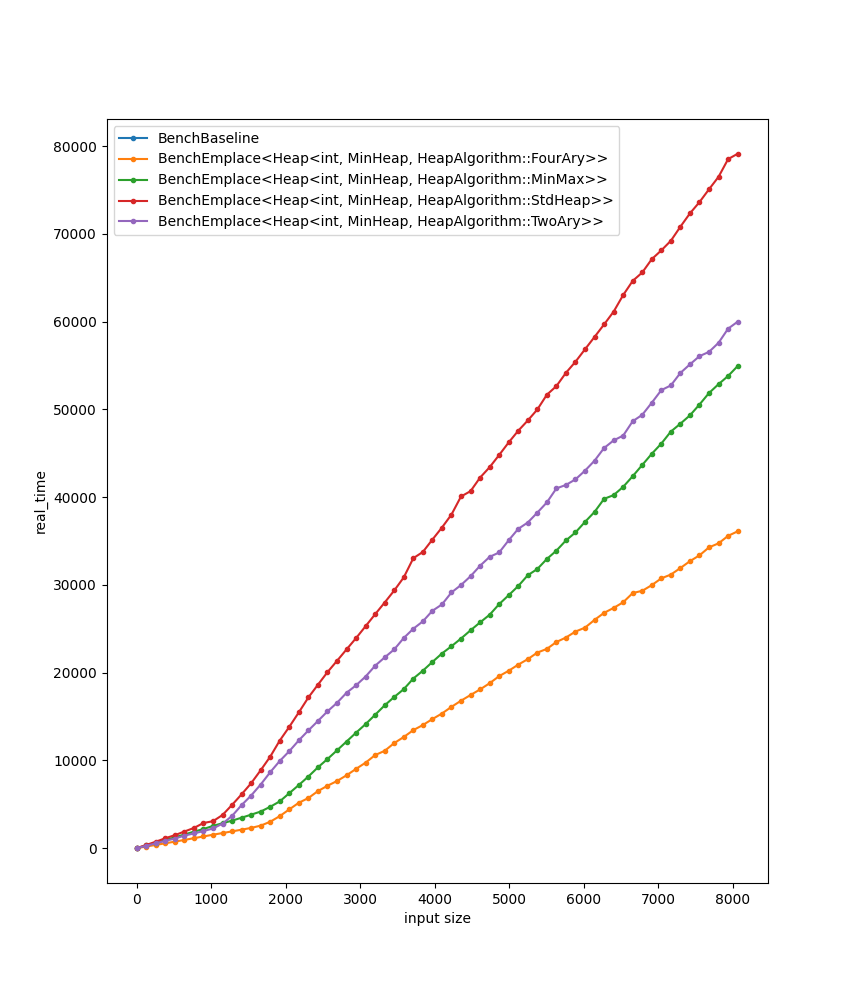 BenchBaseline
BenchEmplace<Heap<int, MinHeap, HeapAlgorithm::FourAry>>
BenchEmplace<Heap<int, MinHeap, HeapAlgorithm::MinMax>>
BenchEmplace<Heap<int, MinHeap, HeapAlgorithm::StdHeap>>
BenchEmplace<Heap<int, MinHeap, HeapAlgorithm::TwoAry>>
80000
70000
60000
50000
40000
30000
20000
10000
0
real_time
0 1000 2000 3000 4000 5000 6000 7000 8000
input size